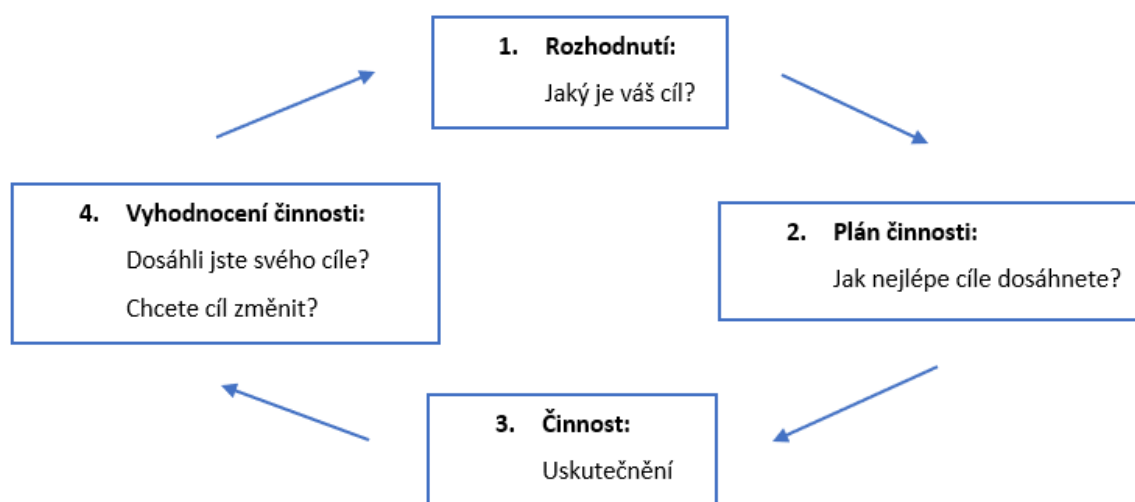 1. Rozhodnutí:
Jaký je váš cíl?
2. Plán činnosti:
Jak nejlépe cíle dosáhnete?
3. Činnost:
Uskutečnění
4. Vyhodnocení činnosti:
Dosáhli jste svého cíle?
Chcete cíl změnit?